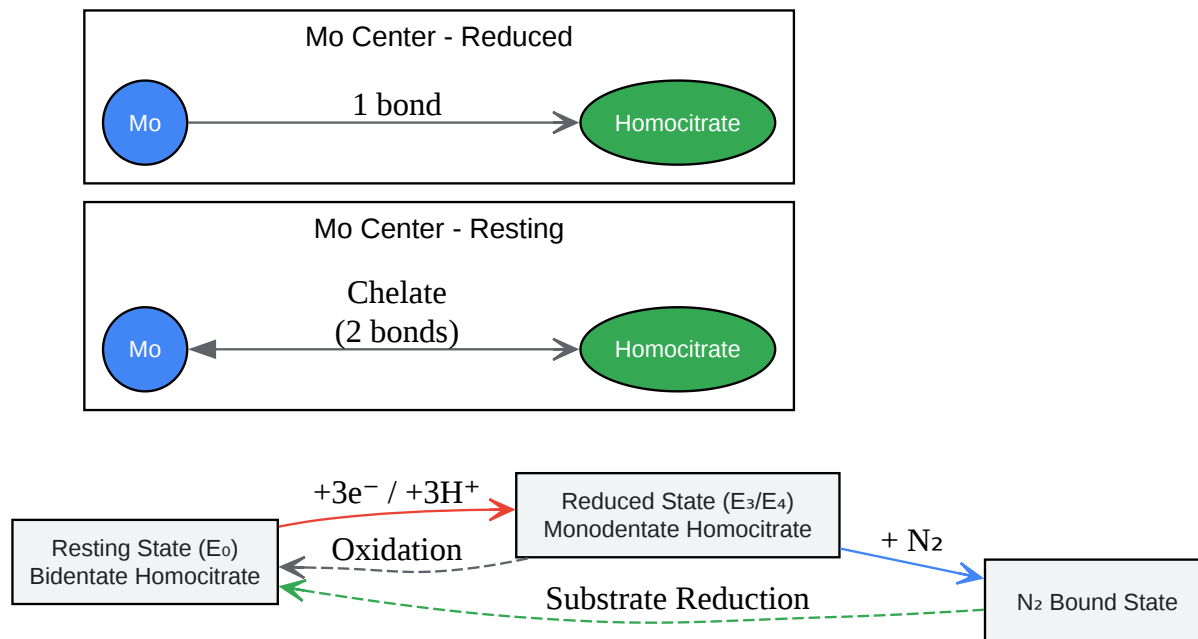 Mo Center - Reduced
1 bond
Mo
Homocitrate
Mo Center - Resting
Chelate
(2 bonds)
Mo
Homocitrate
+3e⁻ / +3H⁺
Reduced State (E₃/E₄)
Monodentate Homocitrate
+ N₂
Resting State (E₀)
Bidentate Homocitrate
Oxidation
Substrate Reduction
N₂ Bound State